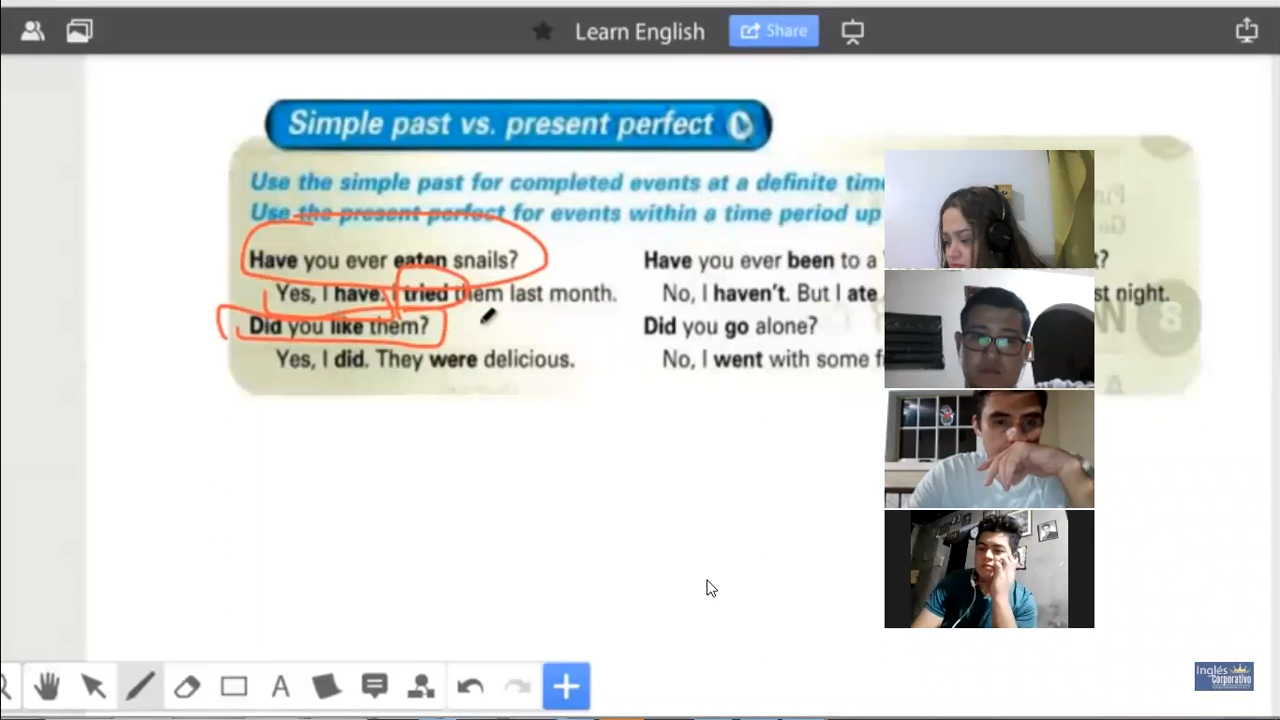 Learn English
Share
Simple past vs. present perfect
Use the simple past for completed events at a definite time
Use the present perfect for events within a time period up
Have you ever eaten snails?
Yes, I have. I tried them last month.
Did you like them?
Yes, I did. They were delicious.
Have you ever been to a
?
No, I haven't. But I ate
st night.
Did you go alone?
No, I went with some
8
A
Inglés
Corporativo